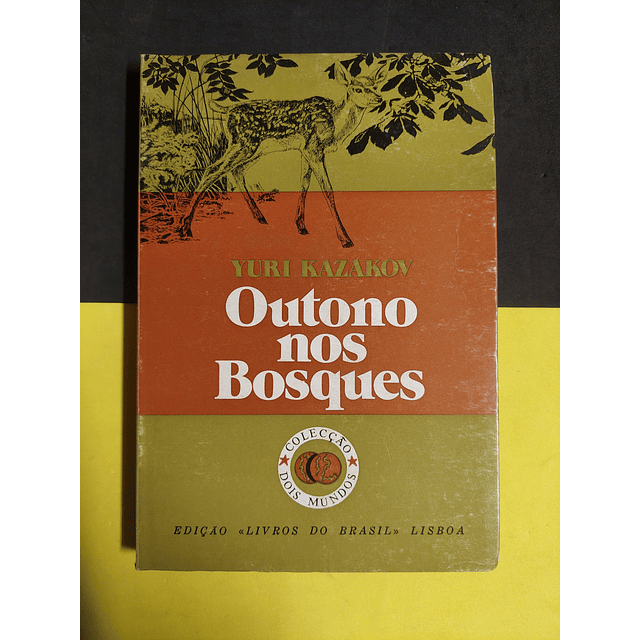 YURI KAZAKOV
Outono
nos
Bosques
COLECÇÃO
DOIS MUNDOS
EDIÇÃO «LIVROS DO BRASIL» LISBOA